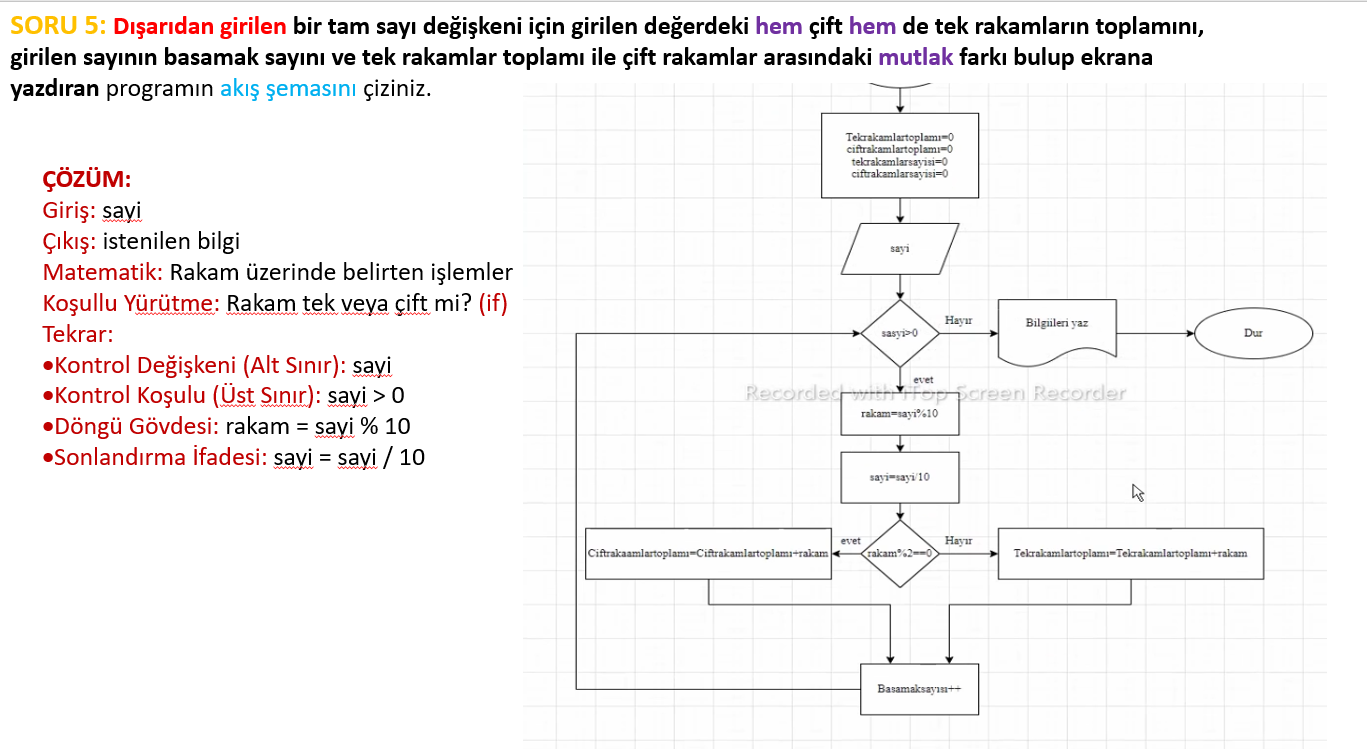 SORU 5: Dışarıdan girilen bir tam sayı değişkeni için girilen değerdeki hem çift hem de tek rakamların toplamını,
girilen sayının basamak sayını ve tek rakamlar toplamı ile çift rakamlar arasındaki mutlak farkı bulup ekrana
yazdıran programın akış şemasını çiziniz.
ÇÖZÜM:
Giriş: sayi
Çıkış: istenilen bilgi
Matematik: Rakam üzerinde belirten işlemler
Koşullu Yürütme: Rakam tek veya çift mi? (if)
Tekrar:
•Kontrol Değişkeni (Alt Sınır): sayi
•Kontrol Koşulu (Üst Sınır): sayi > 0
•Döngü Gövdesi: rakam = sayi % 10
•Sonlandırma İfadesi: sayi = sayi / 10
Tekrakamlartoplamı=0
ciftrakamlartoplamı=0
tekrakamlarsayisi=0
ciftrakamlarsayisi=0
sayi
sasyi>0
Hayır
Bilgiileri yaz
Dur
evet
Recorded with iTop Screen Recorder
rakam=sayi%10
sayi=sayi/10
evet
rakam%2==0
Hayır
Ciftrakaamlartoplamı=Ciftrakamlartoplamı+rakam
Tekrakamlartoplamı=Tekrakamlartoplamı+rakam
Basamaksayısı++